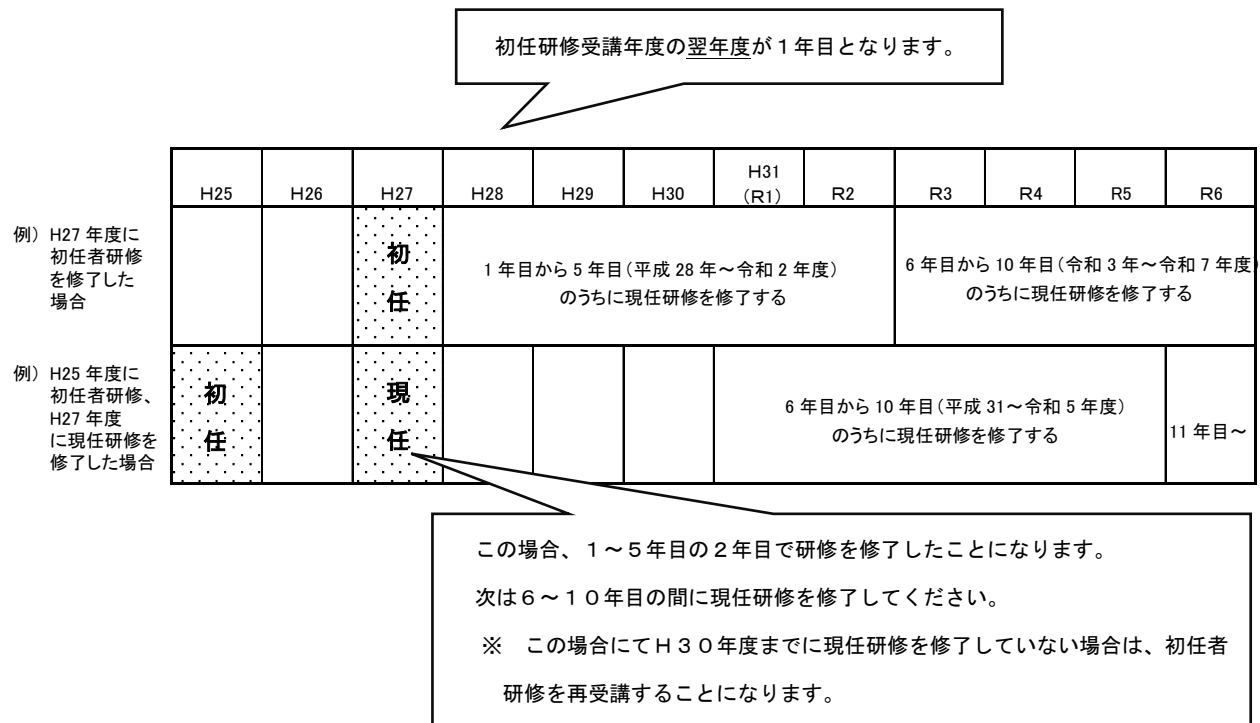 初任研修受講年度の翌年度が１年目となります。
H25 H26 H27 H28 H29 H30 H31（R1） R2 R3 R4 R5 R6
例）H27 年度に
初任者研修
を修了した
場合
初任
1 年目から 5 年目（平成 28 年～令和 2 年度）
のうちに現任研修を修了する
6 年目から 10 年目（令和 3 年～令和 7 年度）
のうちに現任研修を修了する
例）H25 年度に
初任者研修、
H27 年度
に現任研修を
修了した場合
初任
現任
6 年目から 10 年目（平成 31～令和 5 年度）
のうちに現任研修を修了する
11 年目～
この場合、１～５年目の２年目で研修を修了したことになります。
次は６～１０年目の間に現任研修を修了してください。
※　この場合にてＨ３０年度までに現任研修を修了していない場合は、初任者
研修を再受講することになります。